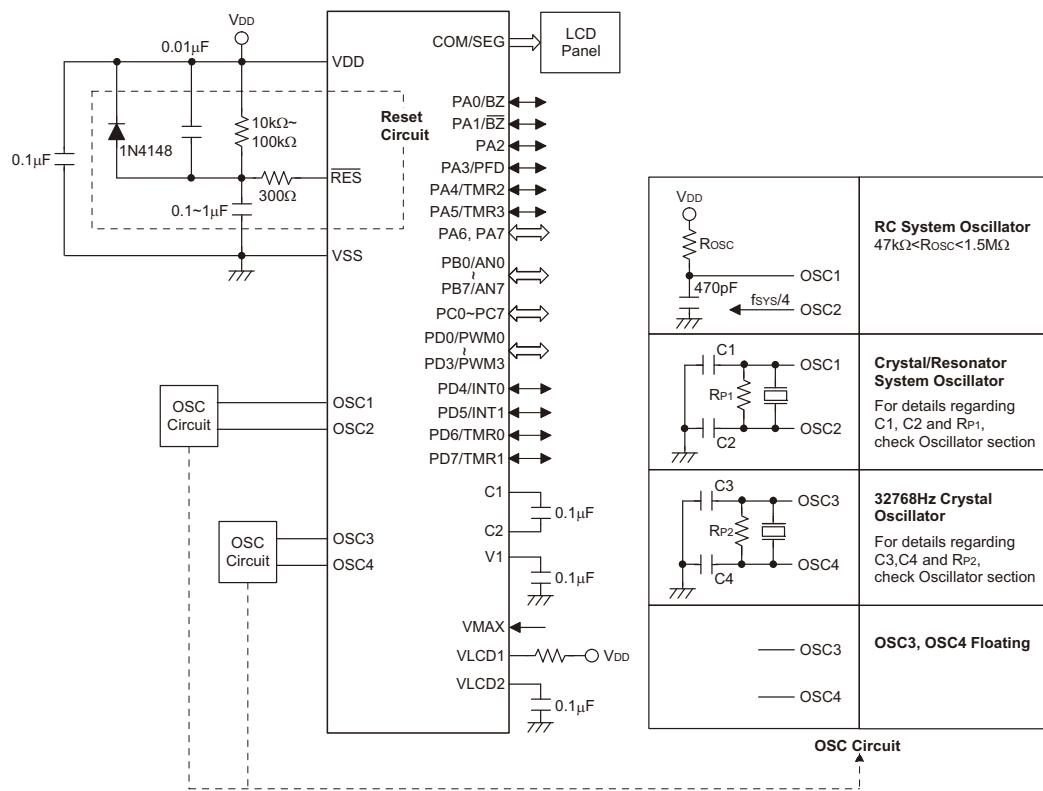 VDD
0.01μF
VDD
Reset
Circuit
10kΩ~
100kΩ
1N4148
0.1μF
300Ω
RES
0.1~1μF
VSS
OSC
Circuit
OSC1
OSC2
OSC
Circuit
OSC3
OSC4
COM/SEG
LCD
Panel
PA0/BZ
PA1/BZ
PA2
PA3/PFD
PA4/TMR2
PA5/TMR3
PA6, PA7
PB0/AN0
~
PB7/AN7
PC0~PC7
PD0/PWM0
~
PD3/PWM3
PD4/INT0
PD5/INT1
PD6/TMR0
PD7/TMR1
C1
0.1μF
C2
V1
0.1μF
VMAX
VLCD1
VDD
VLCD2
0.1μF
VDD
ROSC
OSC1
470pF
fSYS/4
OSC2
RC System Oscillator
47kΩ<ROSC<1.5MΩ
C1
OSC1
RP1
OSC2
C2
Crystal/Resonator
System Oscillator
For details regarding
C1, C2 and RP1,
check Oscillator section
C3
OSC3
RP2
OSC4
C4
32768Hz Crystal
Oscillator
For details regarding
C3,C4 and RP2,
check Oscillator section
OSC3
OSC4
OSC3, OSC4 Floating
OSC Circuit